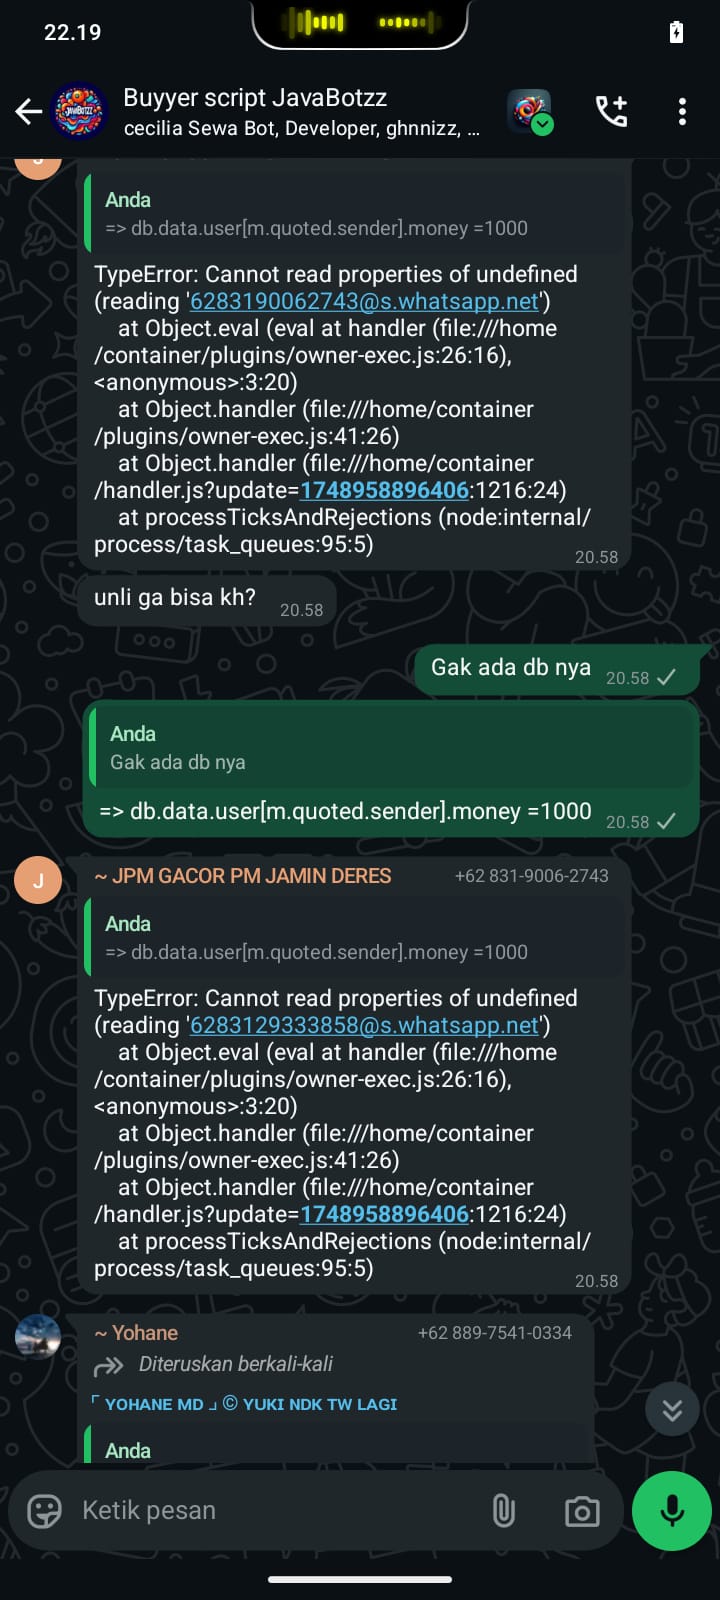 22.19
Buyyer script JavaBotzz
cecilia Sewa Bot, Developer, ghnnizz, ...
Anda
=> db.data.user[m.quoted.sender].money =1000
TypeError: Cannot read properties of undefined
(reading '6283190062743@s.whatsapp.net')
at Object.eval (eval at handler (file:///home
/container/plugins/owner-exec.js:26:16),
<anonymous>:3:20)
at Object.handler (file:///home/container
/plugins/owner-exec.js:41:26)
at Object.handler (file:///home/container
/handler.js?update=1748958896406:1216:24)
at processTicksAndRejections (node:internal/
process/task_queues:95:5)
20.58
unli ga bisa kh?
20.58
Gak ada db nya
20.58
Anda
Gak ada db nya
=> db.data.user[m.quoted.sender].money =1000
20.58
J
~ JPM GACOR PM JAMIN DERES
+62 831-9006-2743
Anda
=> db.data.user[m.quoted.sender].money =1000
TypeError: Cannot read properties of undefined
(reading '6283129333858@s.whatsapp.net')
at Object.eval (eval at handler (file:///home
/container/plugins/owner-exec.js:26:16),
<anonymous>:3:20)
at Object.handler (file:///home/container
/plugins/owner-exec.js:41:26)
at Object.handler (file:///home/container
/handler.js?update=1748958896406:1216:24)
at processTicksAndRejections (node:internal/
process/task_queues:95:5)
20.58
~ Yohane
+62 889-7541-0334
Diteruskan berkali-kali
「 YOHANE MD 」 © YUKI NDK TW LAGI
Anda
Ketik pesan